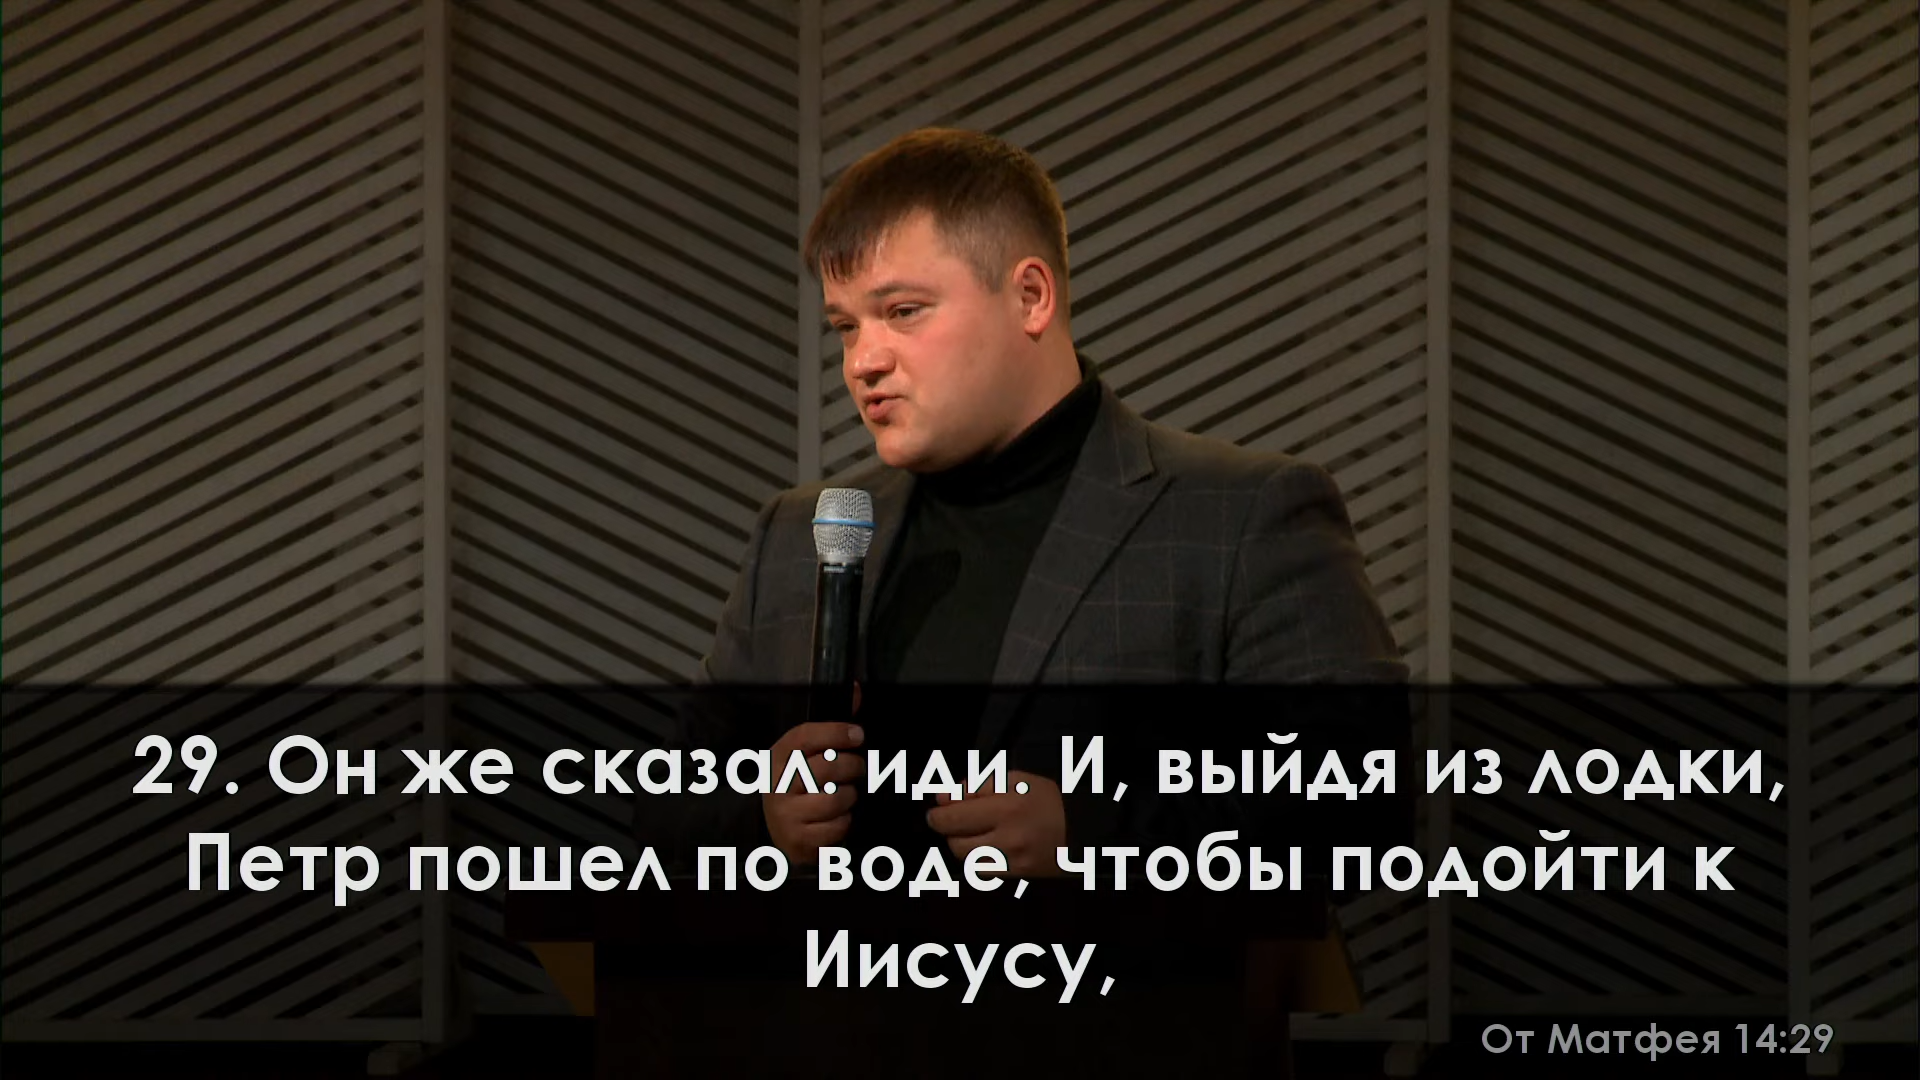 29. Он же сказал: иди. И, выйдя из лодки,
Петр пошел по воде, чтобы подойти к
Иисусу,
От Матфея 14:29